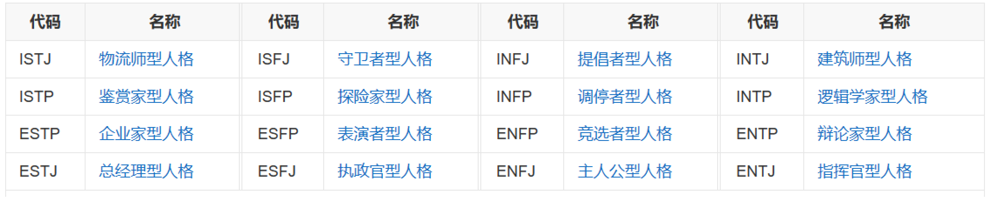 代码 名称 代码 名称 代码 名称 代码 名称
ISTJ 物流师型人格 ISFJ 守卫者型人格 INFJ 提倡者型人格 INTJ 建筑师型人格
ISTP 鉴赏家型人格 ISFP 探险家型人格 INFP 调停者型人格 INTP 逻辑学家型人格
ESTP 企业家型人格 ESFP 表演者型人格 ENFP 竞选者型人格 ENTP 辩论家型人格
ESTJ 总经理型人格 ESFJ 执政官型人格 ENFJ 主人公型人格 ENTJ 指挥官型人格